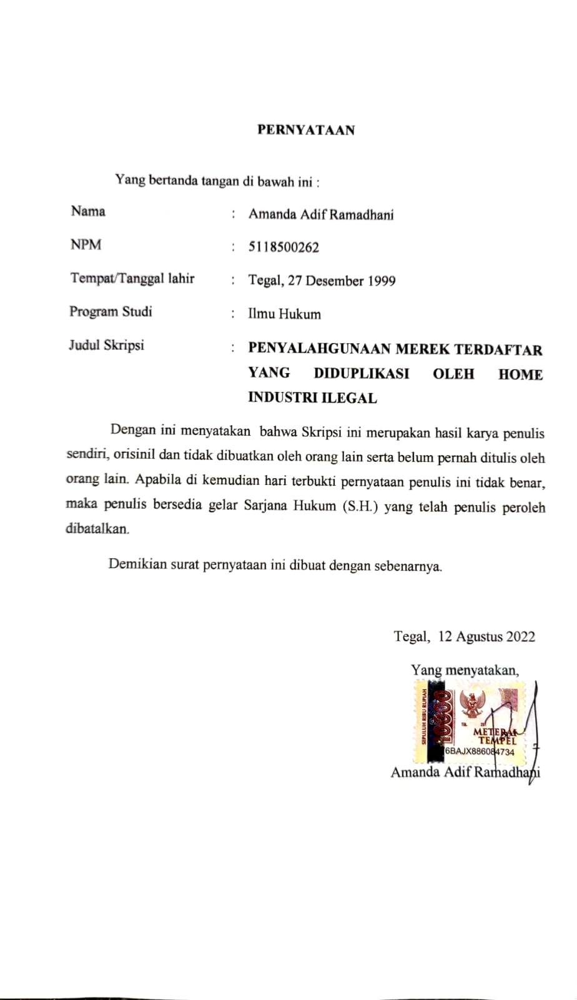 PERNYATAAN
Yang bertanda tangan di bawah ini :
Nama : Amanda Adif Ramadhani
NPM : 5118500262
Tempat/Tanggal lahir : Tegal, 27 Desember 1999
Program Studi : Ilmu Hukum
Judul Skripsi : PENYALAHGUNAAN MEREK TERDAFTAR
YANG DIDUPLIKASI OLEH HOME
INDUSTRI ILEGAL
Dengan ini menyatakan bahwa Skripsi ini merupakan hasil karya penulis
sendiri, orisinil dan tidak dibuatkan oleh orang lain serta belum pernah ditulis oleh
orang lain. Apabila di kemudian hari terbukti pernyataan penulis ini tidak benar,
maka penulis bersedia gelar Sarjana Hukum (S.H.) yang telah penulis peroleh
dibatalkan.
Demikian surat pernyataan ini dibuat dengan sebenarnya.
Tegal, 12 Agustus 2022
Yang menyatakan,
SEPULUH RIBU RUPIAH
10000
METERAI
TEMPEL
6BAJX886084734
Amanda Adif Ramadhani